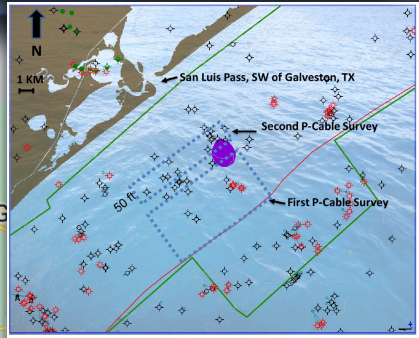 N
1 KM
San Luis Pass, SW of Galveston, TX
Second P-Cable Survey
50 ft
First P-Cable Survey
G